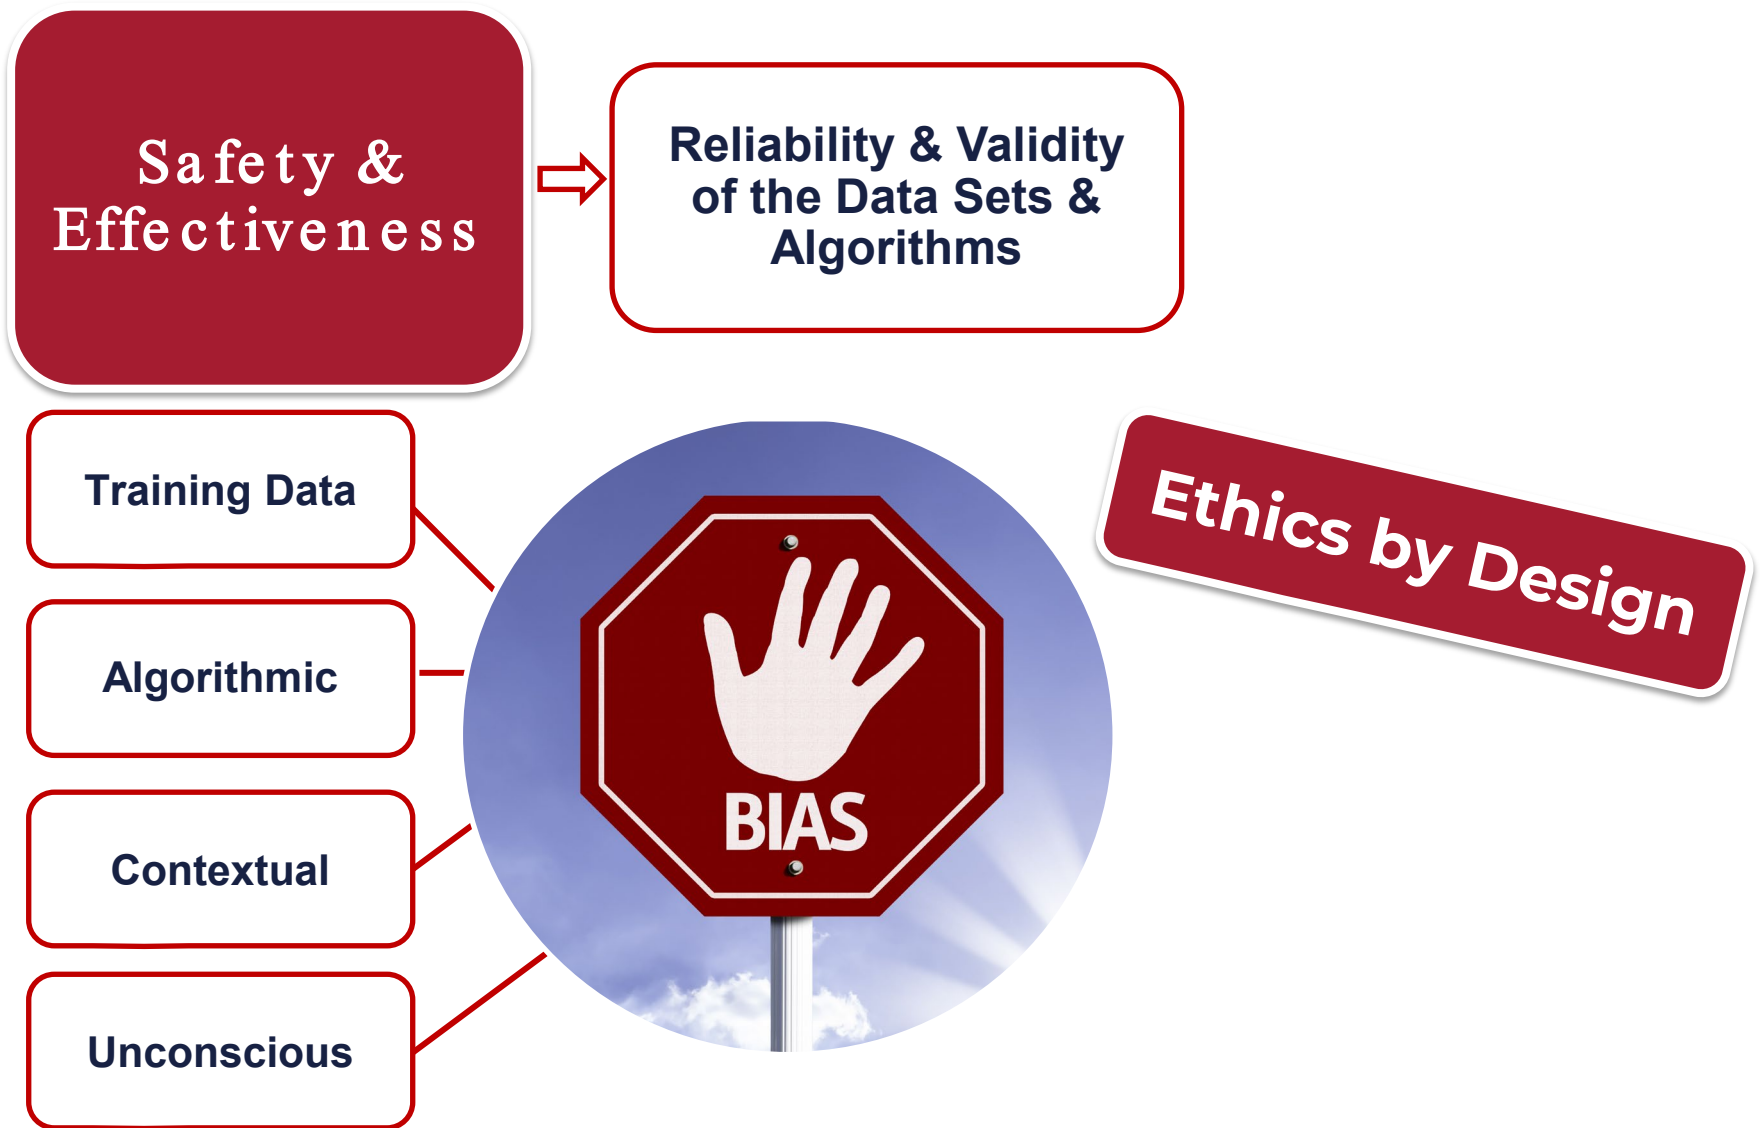 Safety &
Effectiveness
Reliability & Validity
of the Data Sets &
Algorithms
Training Data
Algorithmic
Contextual
Unconscious
BIAS
Ethics by Design